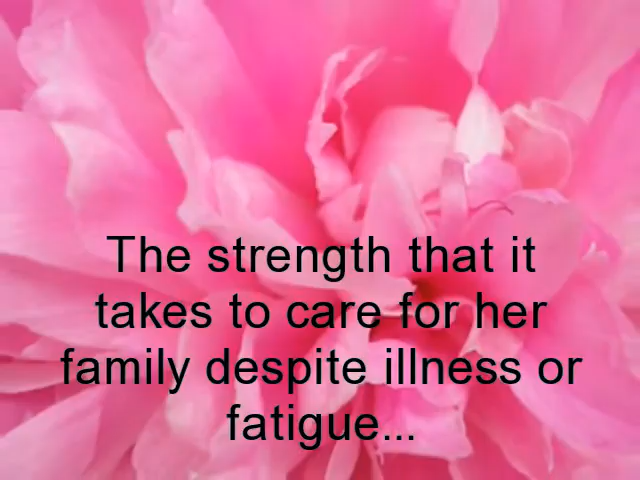 The strength that it
takes to care for her
family despite illness or
fatigue...